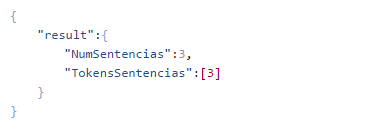 {
"result":{
"NumSentencias":3,
"TokensSentencias":[3]
}
}